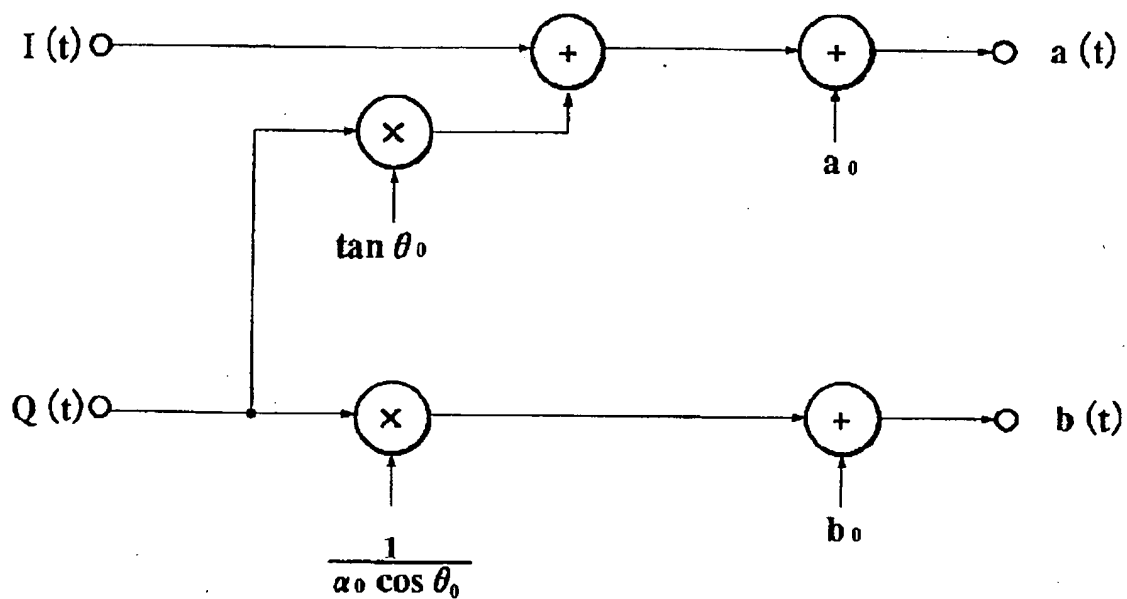 I (t)
+
+
a (t)
×
a₀
tan θ₀
Q (t)
×
+
b (t)
b₀
1
α₀ cos θ₀